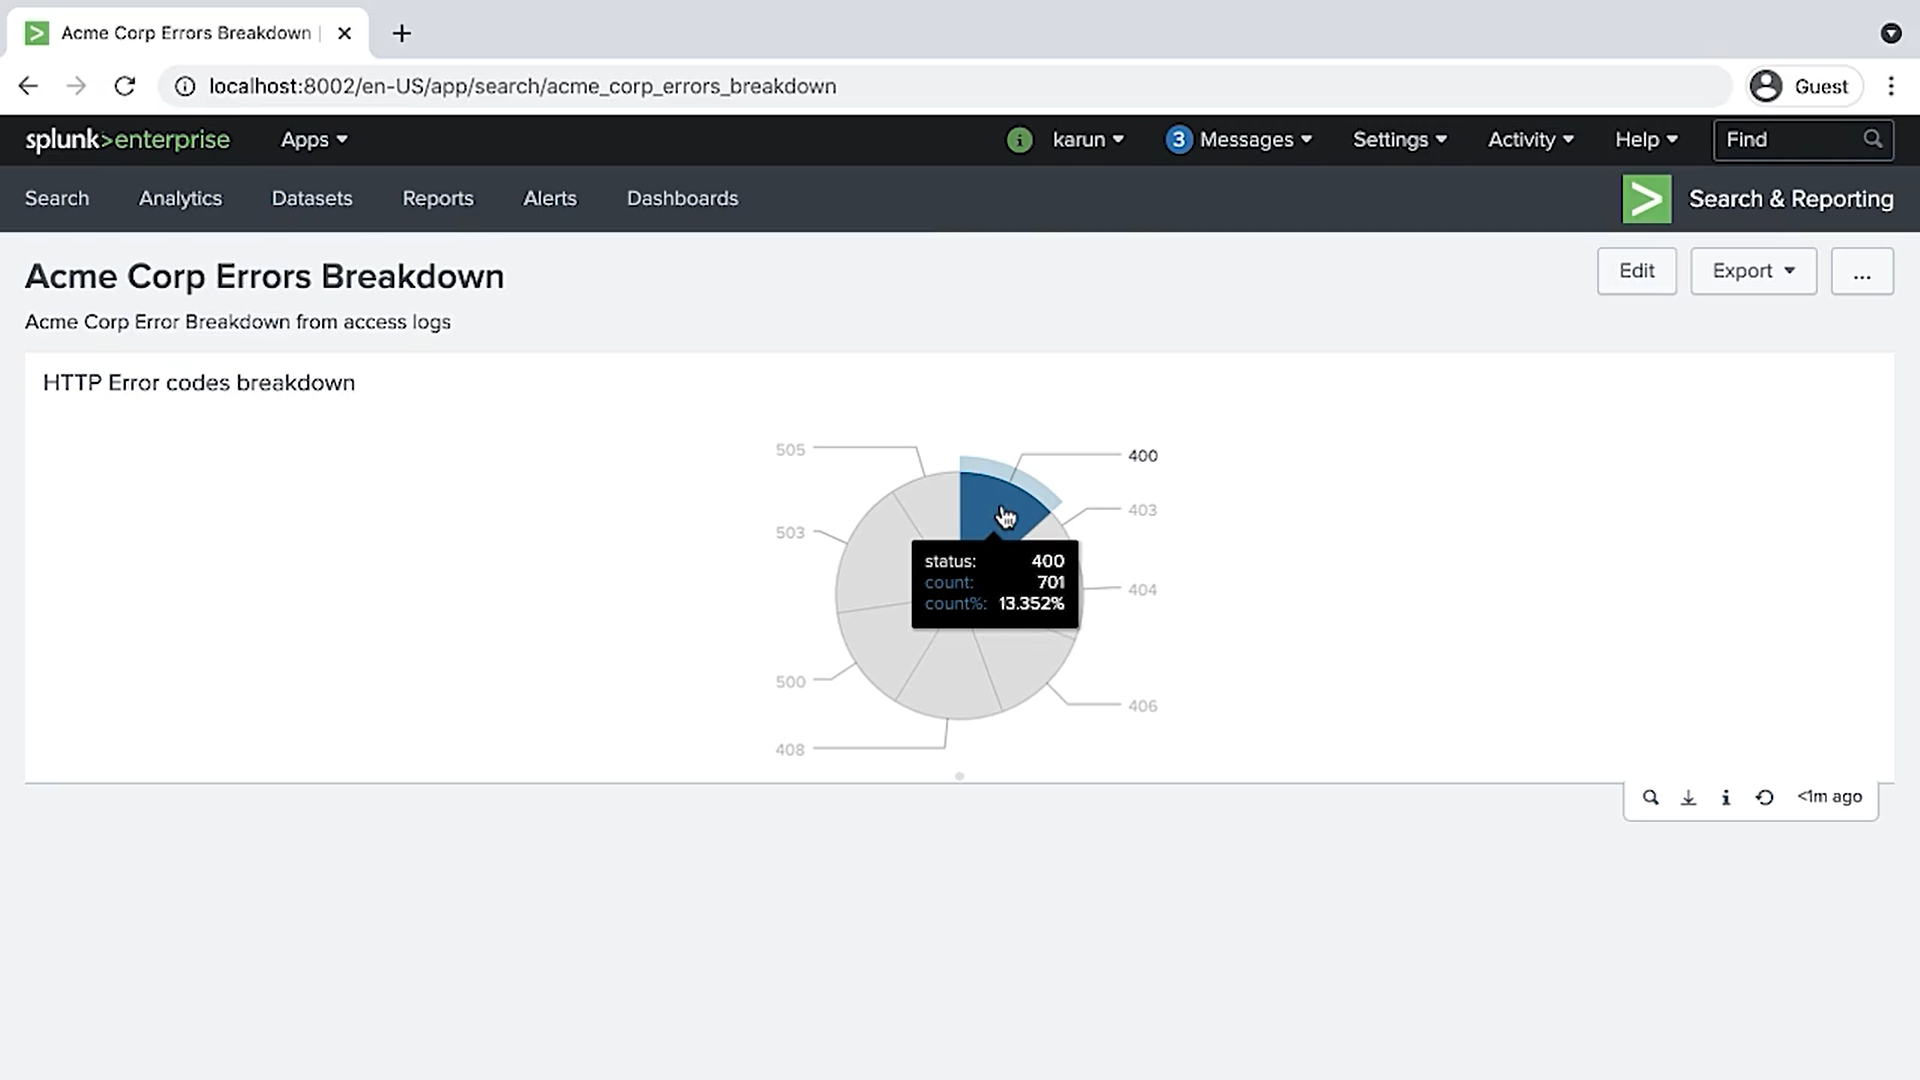 Acme Corp Errors Breakdown |
localhost:8002/en-US/app/search/acme_corp_errors_breakdown
Guest
splunk>enterprise Apps
i karun 3 Messages Settings Activity Help Find
Search Analytics Datasets Reports Alerts Dashboards
> Search & Reporting
Acme Corp Errors Breakdown
Edit Export ...
Acme Corp Error Breakdown from access logs
HTTP Error codes breakdown
505
400
403
503
status: 400
count: 701
count%: 13.352%
404
500
406
408
<1m ago